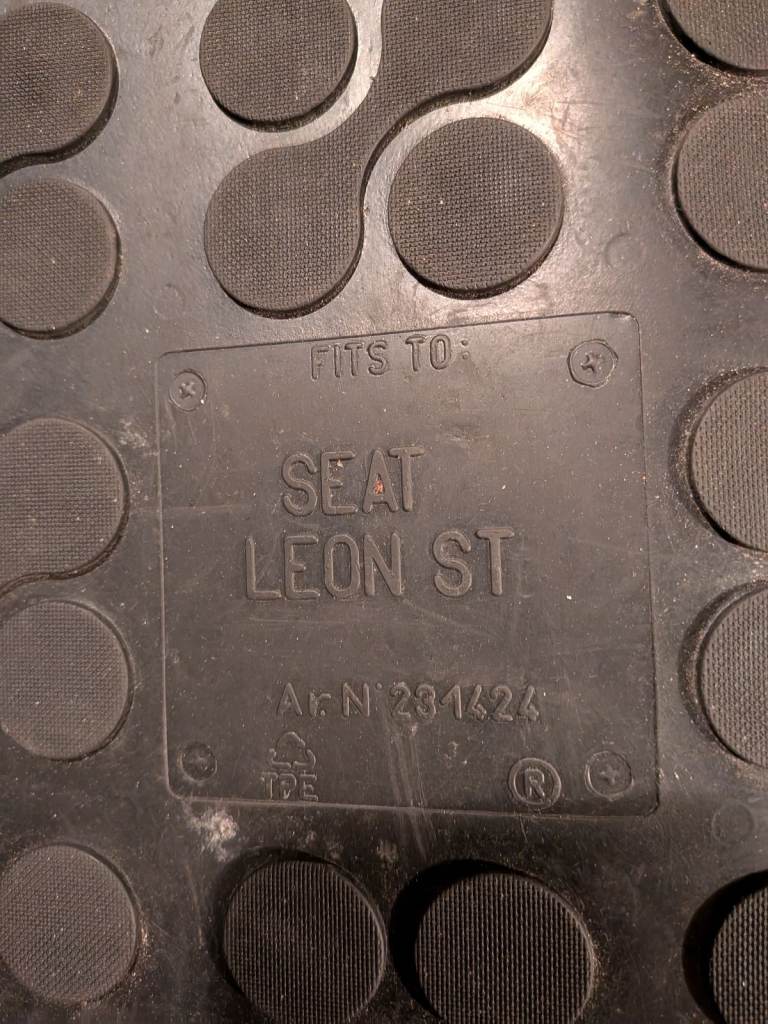 FITS TO:
SEAT
LEON ST
Ar. N° 231424
TPE
®